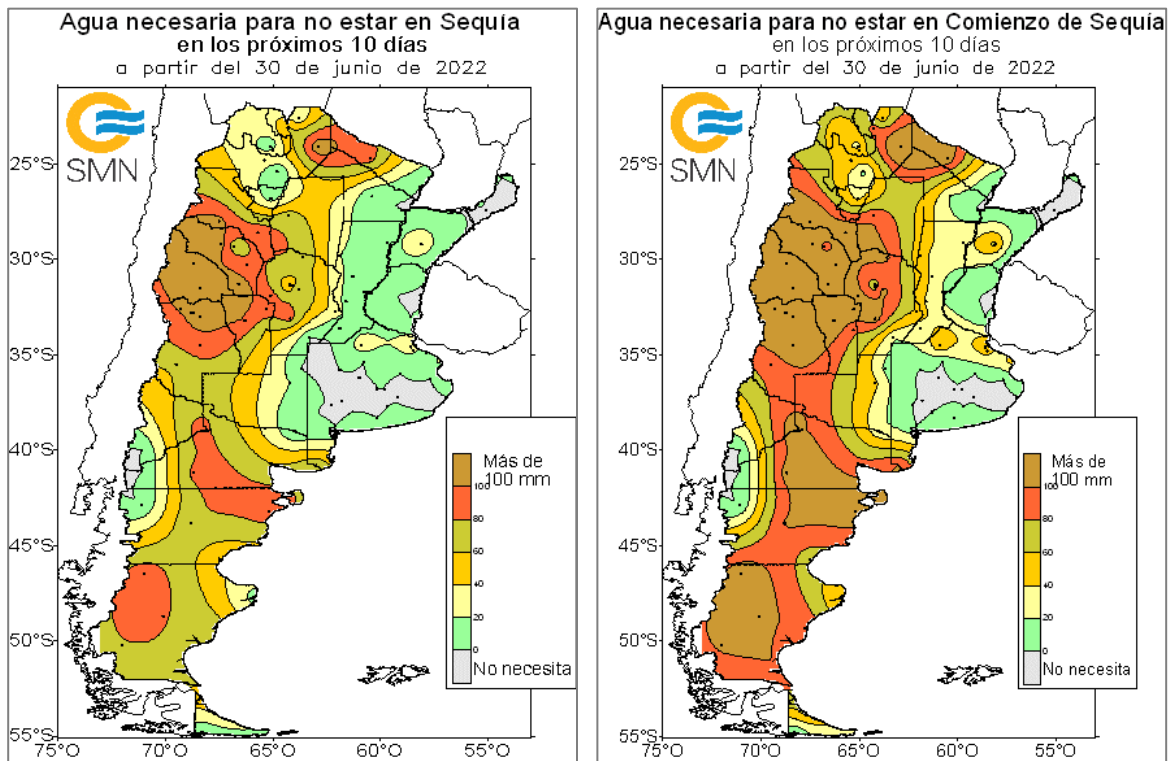 Agua necesaria para no estar en Sequía
en los próximos 10 días
a partir del 30 de junio de 2022
SMN
25°S
30°S
35°S
40°S
45°S
50°S
55°S
75°O
70°O
65°O
60°O
55°O
Más de
100 mm
100
80
60
40
20
0
No necesita
Agua necesaria para no estar en Comienzo de Sequía
en los próximos 10 días
a partir del 30 de junio de 2022
SMN
25°S
30°S
35°S
40°S
45°S
50°S
55°S
75°O
70°O
65°O
60°O
55°O
Más de
100 mm
100
80
60
40
20
0
No necesita